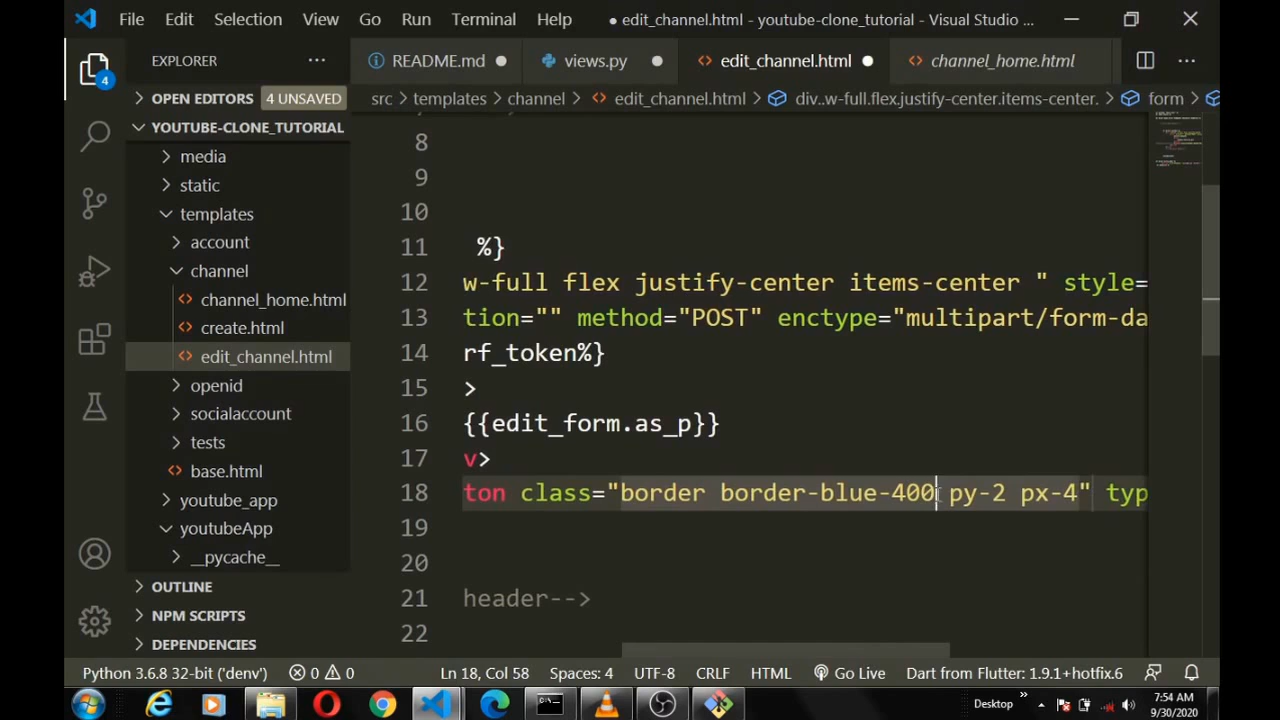 File Edit Selection View Go Run Terminal Help ● edit_channel.html - youtube-clone_tutorial - Visual Studio ...
EXPLORER ...
README.md views.py edit_channel.html channel_home.html ...
OPEN EDITORS 4 UNSAVED
src > templates > channel > edit_channel.html > div..w-full.flex.justify-center.items-center. > form >
YOUTUBE-CLONE_TUTORIAL
media
static
templates
account
channel
channel_home.html
create.html
edit_channel.html
openid
socialaccount
tests
base.html
youtube_app
youtubeApp
__pycache__
OUTLINE
NPM SCRIPTS
DEPENDENCIES
4
8
9
10
11 %}
12 w-full flex justify-center items-center " style=
13 tion="" method="POST" enctype="multipart/form-da
14 rf_token%}
15 >
16 {{edit_form.as_p}}
17 v>
18 ton class="border border-blue-400 py-2 px-4" typ
19
20
21 header-->
22
Python 3.6.8 32-bit ('denv') 0 0 Ln 18, Col 58 Spaces: 4 UTF-8 CRLF HTML Go Live Dart from Flutter: 1.9.1+hotfix.6
Desktop » 7:54 AM
9/30/2020